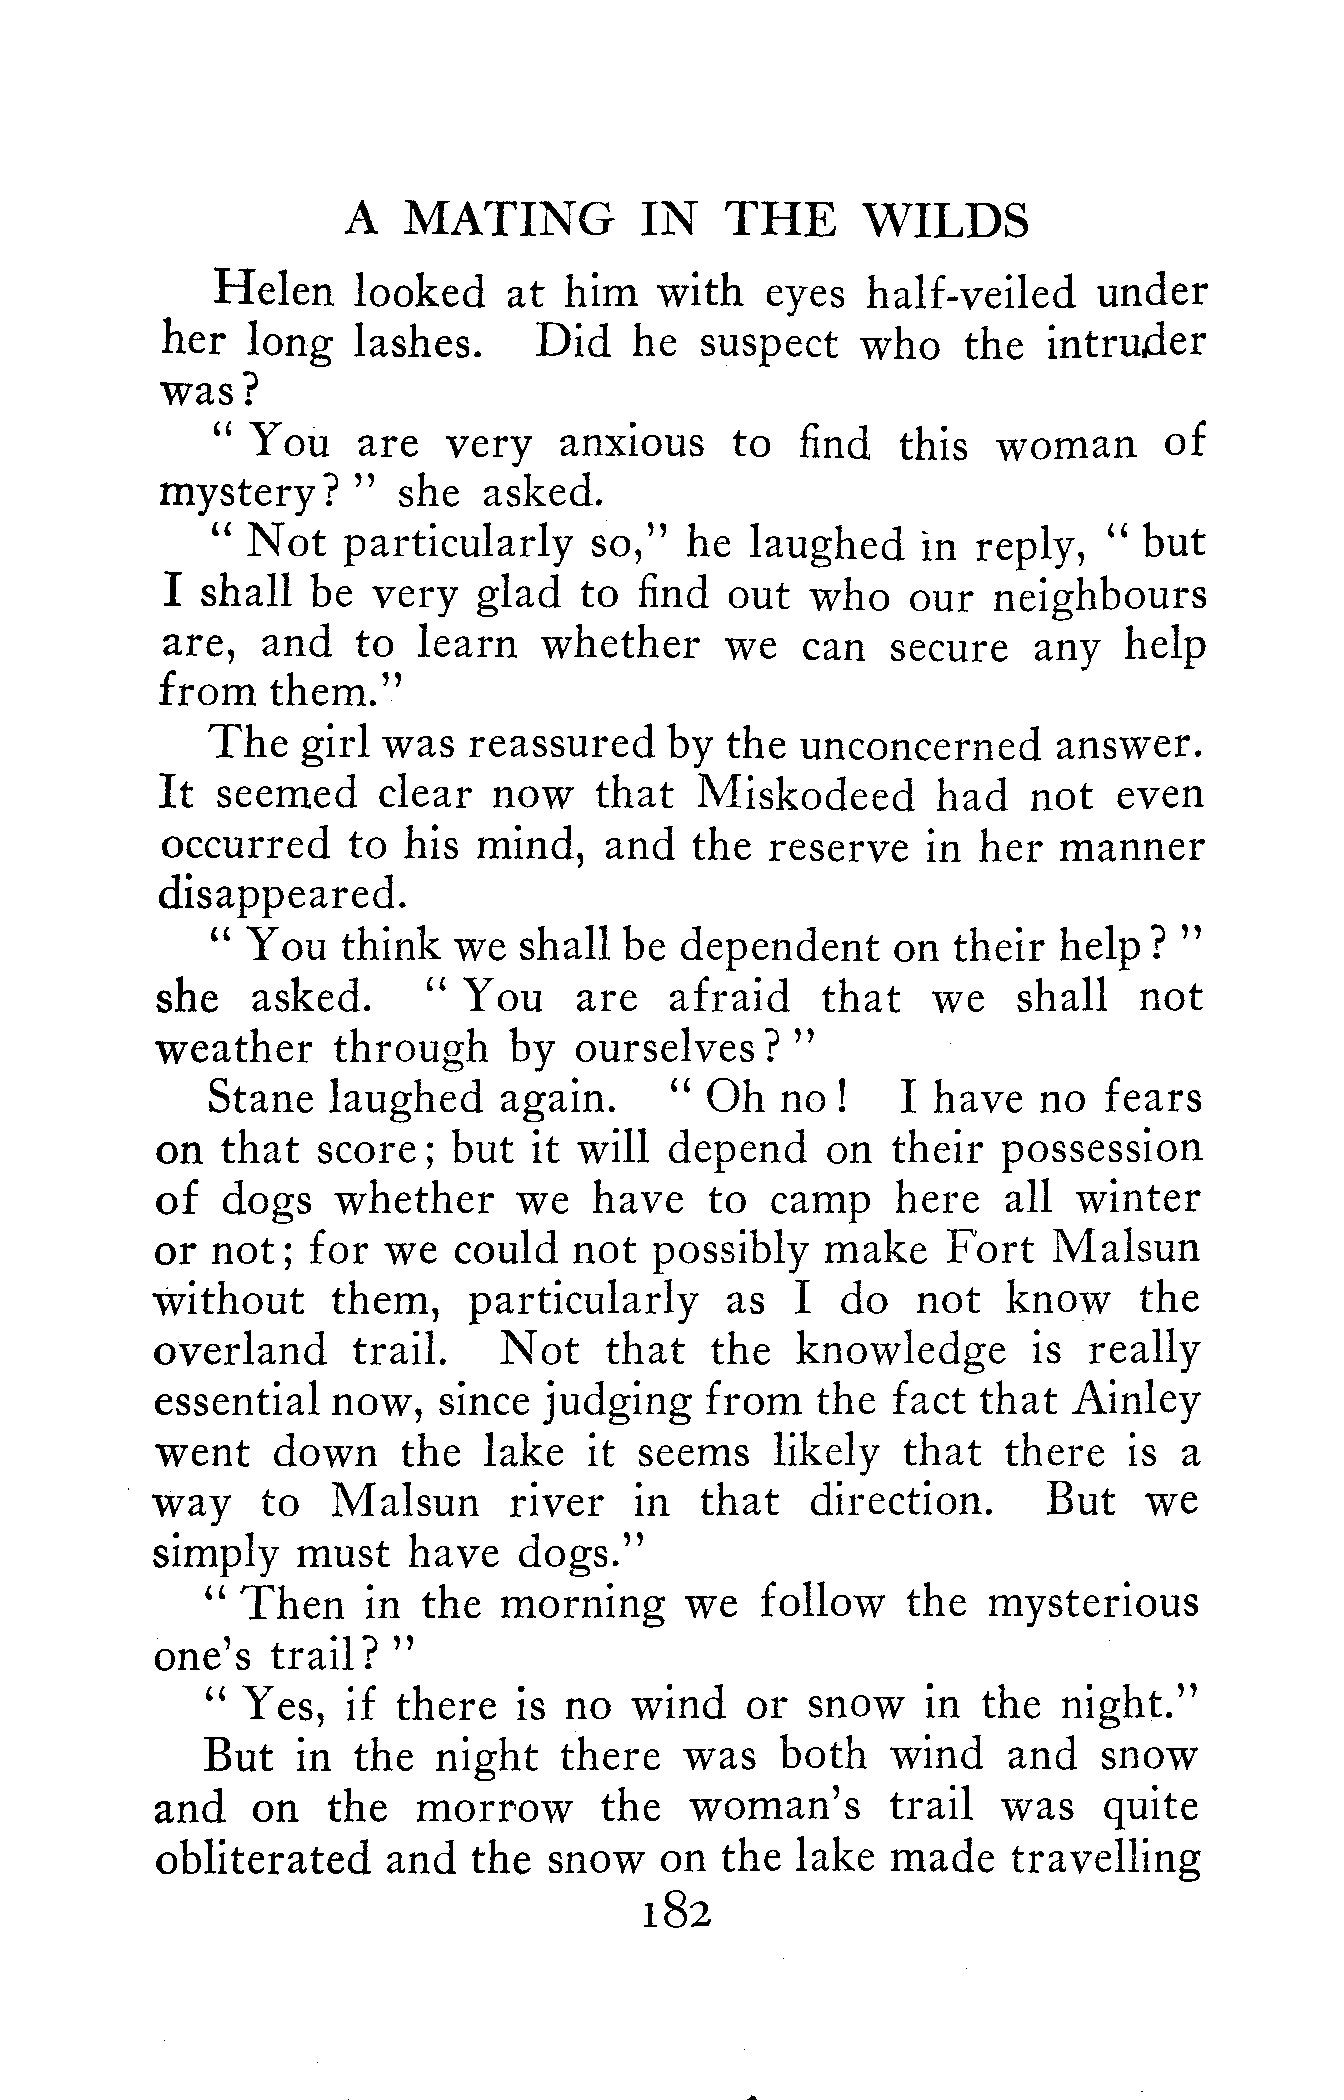 A MATING IN THE WILDS
Helen looked at him with eyes half-veiled under
her long lashes. Did he suspect who the intruder
was?
" You are very anxious to find this woman of
mystery? " she asked.
" Not particularly so," he laughed in reply, " but
I shall be very glad to find out who our neighbours
are, and to learn whether we can secure any help
from them."
The girl was reassured by the unconcerned answer.
It seemed clear now that Miskodeed had not even
occurred to his mind, and the reserve in her manner
disappeared.
" You think we shall be dependent on their help? "
she asked. " You are afraid that we shall not
weather through by ourselves? "
Stane laughed again. " Oh no! I have no fears
on that score; but it will depend on their possession
of dogs whether we have to camp here all winter
or not; for we could not possibly make Fort Malsun
without them, particularly as I do not know the
overland trail. Not that the knowledge is really
essential now, since judging from the fact that Ainley
went down the lake it seems likely that there is a
way to Malsun river in that direction. But we
simply must have dogs."
" Then in the morning we follow the mysterious
one's trail? "
" Yes, if there is no wind or snow in the night."
But in the night there was both wind and snow
and on the morrow the woman's trail was quite
obliterated and the snow on the lake made travelling
182